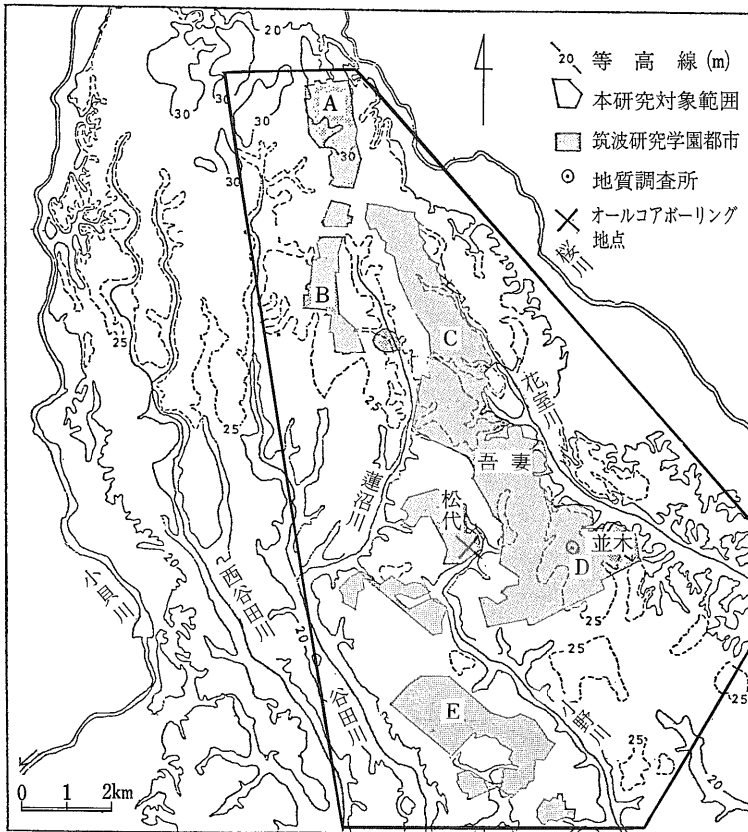 20
30
30
30
30
A
B
C
D
E
20 等高線(m)
本研究対象範囲
筑波研究学園都市
地質調査所
オールコアボーリング
地点
桜川
20
25
25
25
25
花室川
吾妻
松代
並木
蓮沼川
小貝川
20
西谷田川
20
谷田川
小野川
25
25
25
25
20
0 1 2km